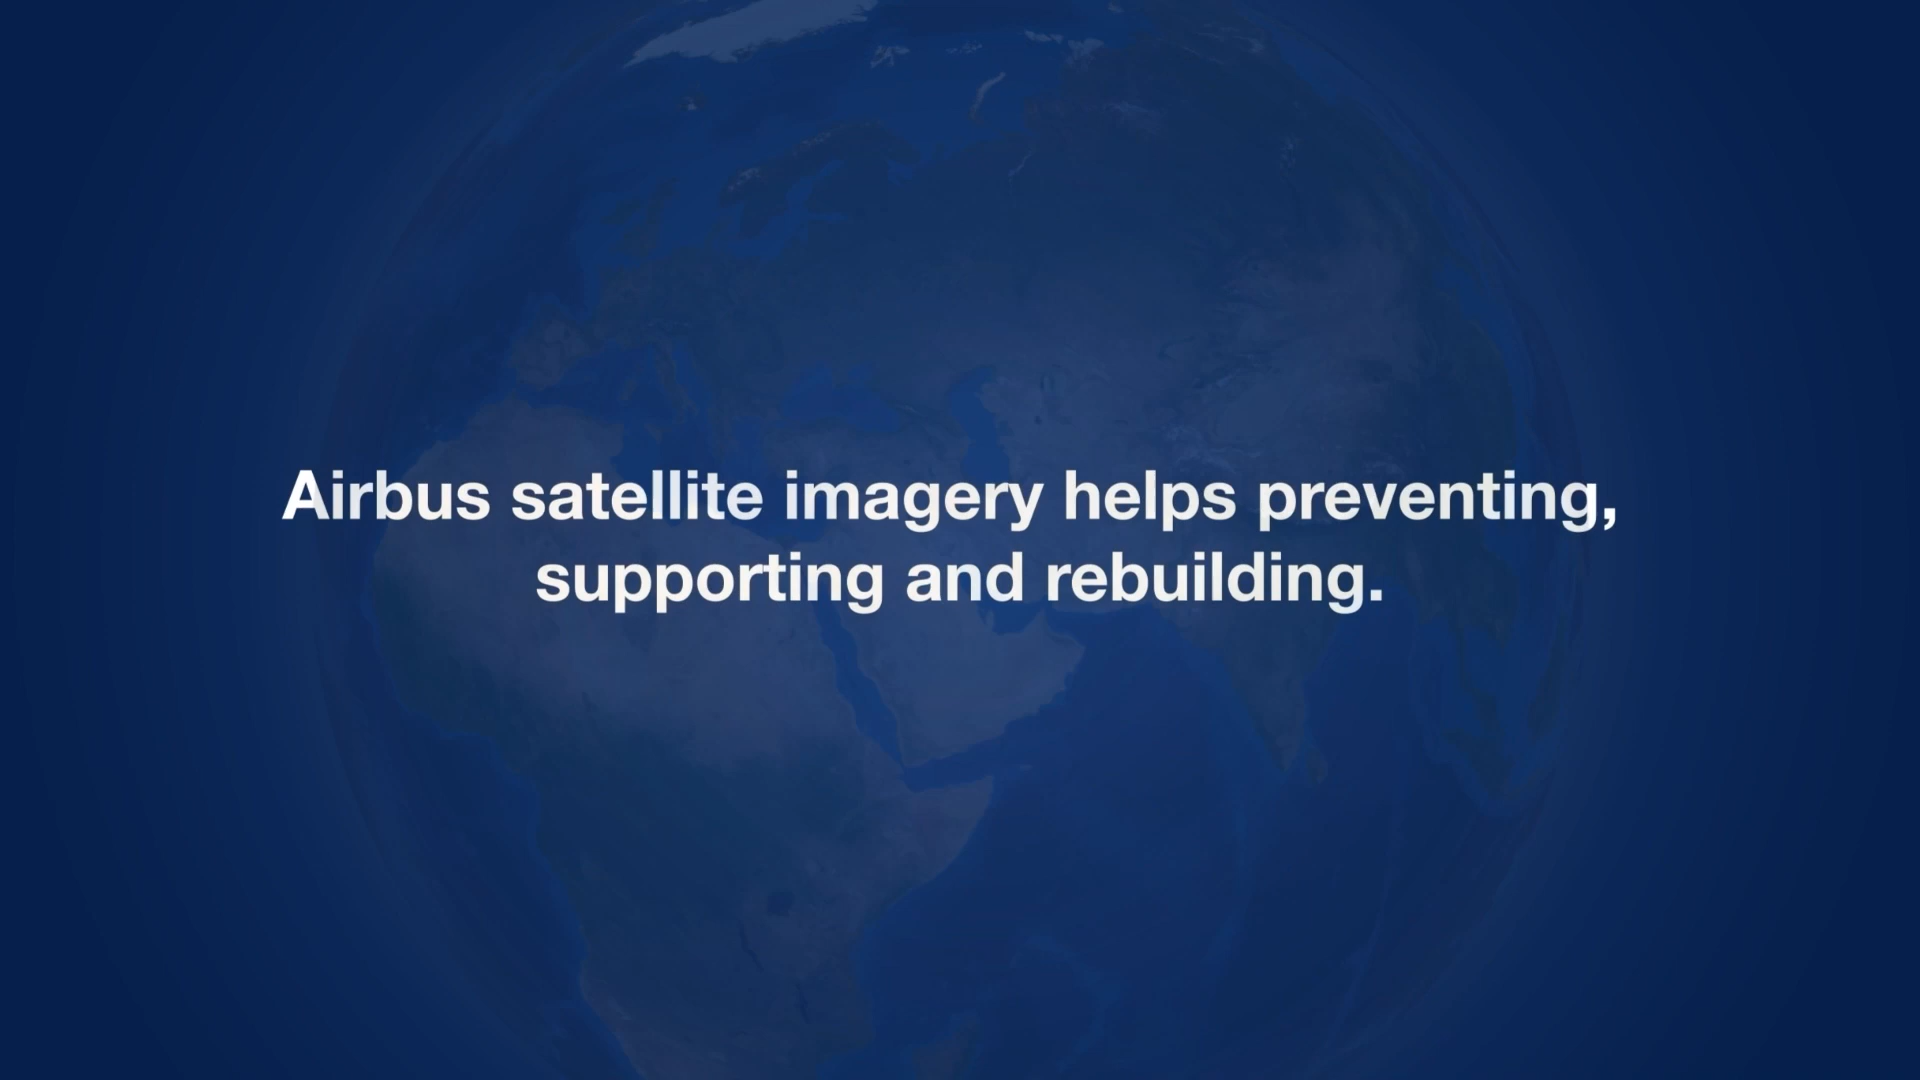 Airbus satellite imagery helps preventing,
supporting and rebuilding.